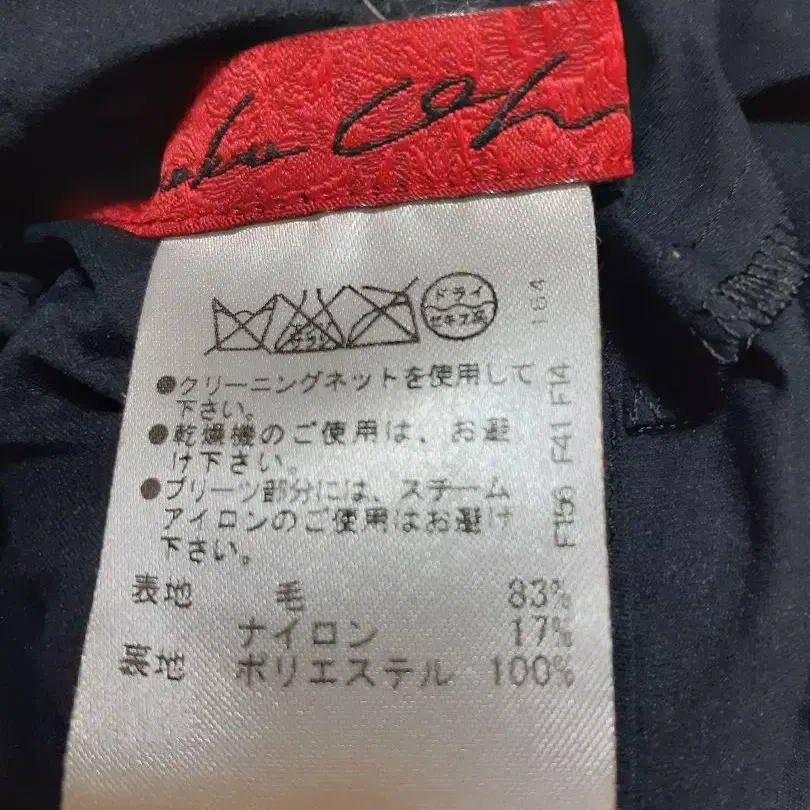 ドライ
セキユ系
164
●クリーニングネットを使用して
下さい。
●乾燥機のご使用は、お避
け下さい。
●プリーツ部分には、スチーム
アイロンのご使用はお避け
下さい。
F156 F41 F14
表地 毛 83%
ナイロン 17%
裏地 ポリエステル 100%